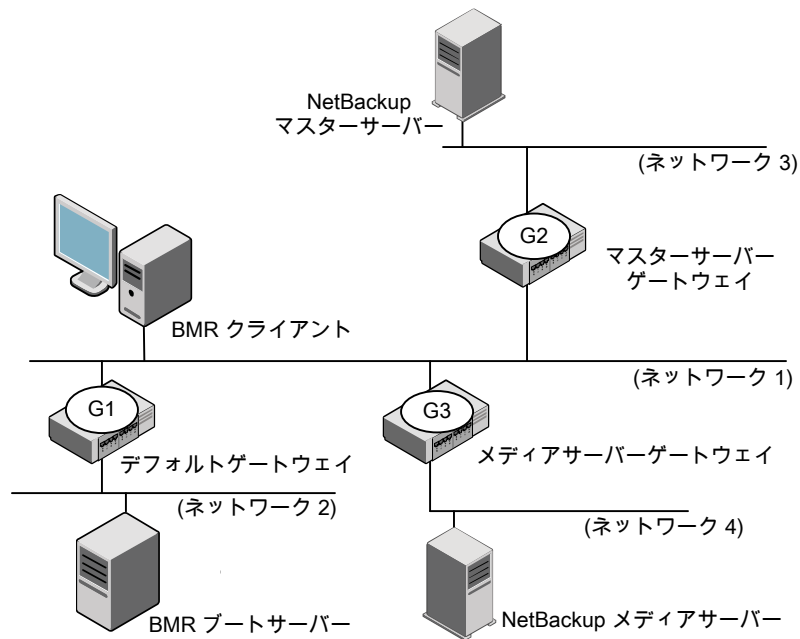 NetBackup
マスターサーバー
(ネットワーク 3)
G2
マスターサーバー
ゲートウェイ
BMR クライアント
(ネットワーク 1)
G1
G3
デフォルトゲートウェイ
メディアサーバーゲートウェイ
(ネットワーク 2)
(ネットワーク 4)
BMR ブートサーバー
NetBackup メディアサーバー